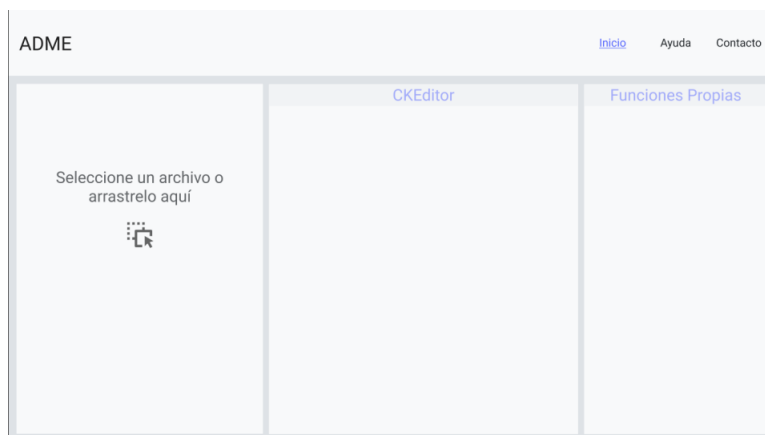 ADME
Inicio Ayuda Contacto
CKEditor
Funciones Propias
Seleccione un archivo o
arrastrelo aquí